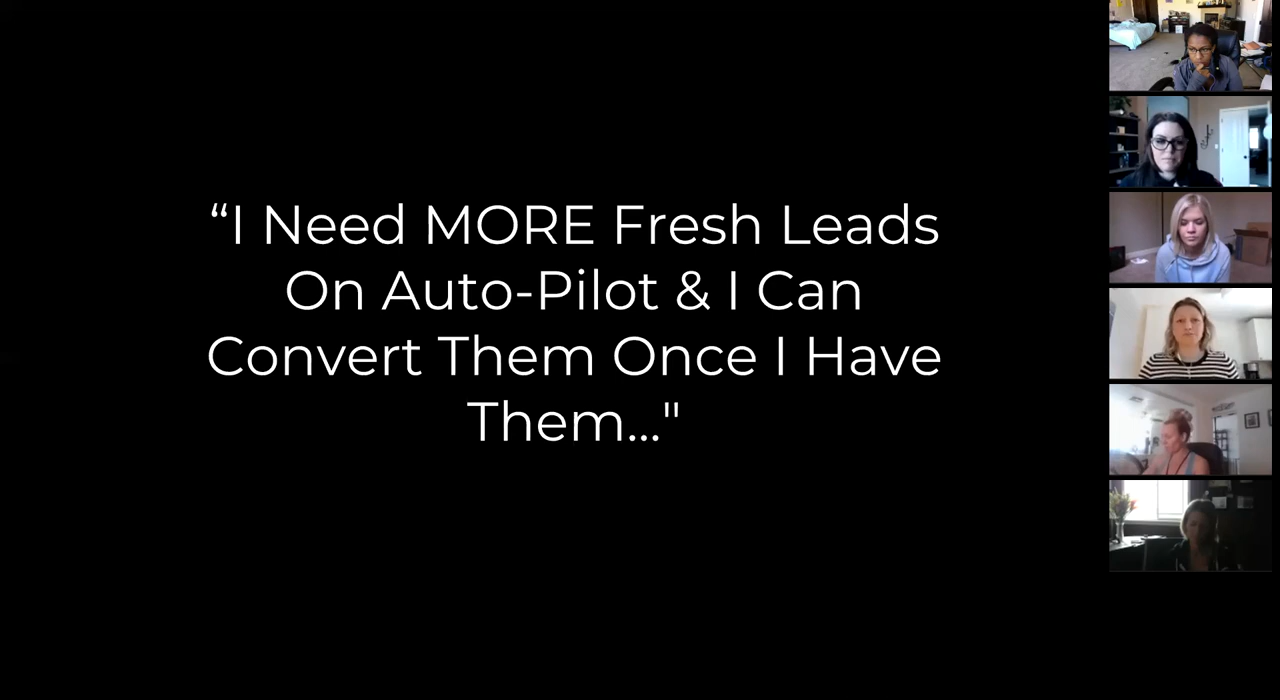 “I Need MORE Fresh Leads
On Auto-Pilot & I Can
Convert Them Once I Have
Them..."